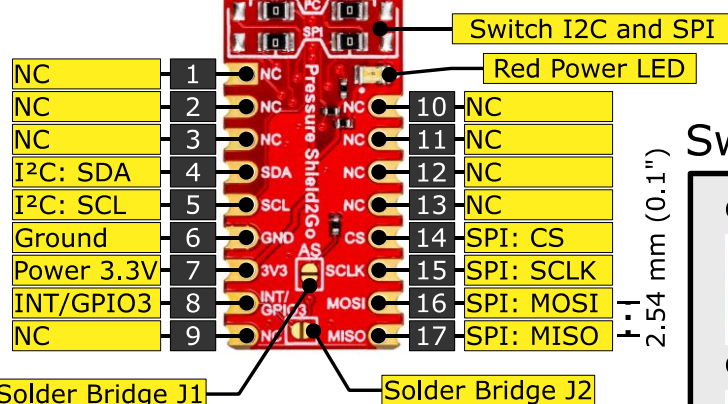 I²C
SPI
Switch I2C and SPI
Red Power LED
NC 1 NC
NC 2 NC NC 10 NC
NC 3 NC NC 11 NC
I²C: SDA 4 SDA NC 12 NC
I²C: SCL 5 SCL NC 13 NC
Ground 6 GND CS 14 SPI: CS
Power 3.3V 7 3V3 SCLK 15 SPI: SCLK
INT/GPIO3 8 INT/ GPIO3 MOSI 16 SPI: MOSI
NC 9 NC MISO 17 SPI: MISO
Pressure Shield2Go
AS
2.54 mm (0.1")
Solder Bridge J1
Solder Bridge J2